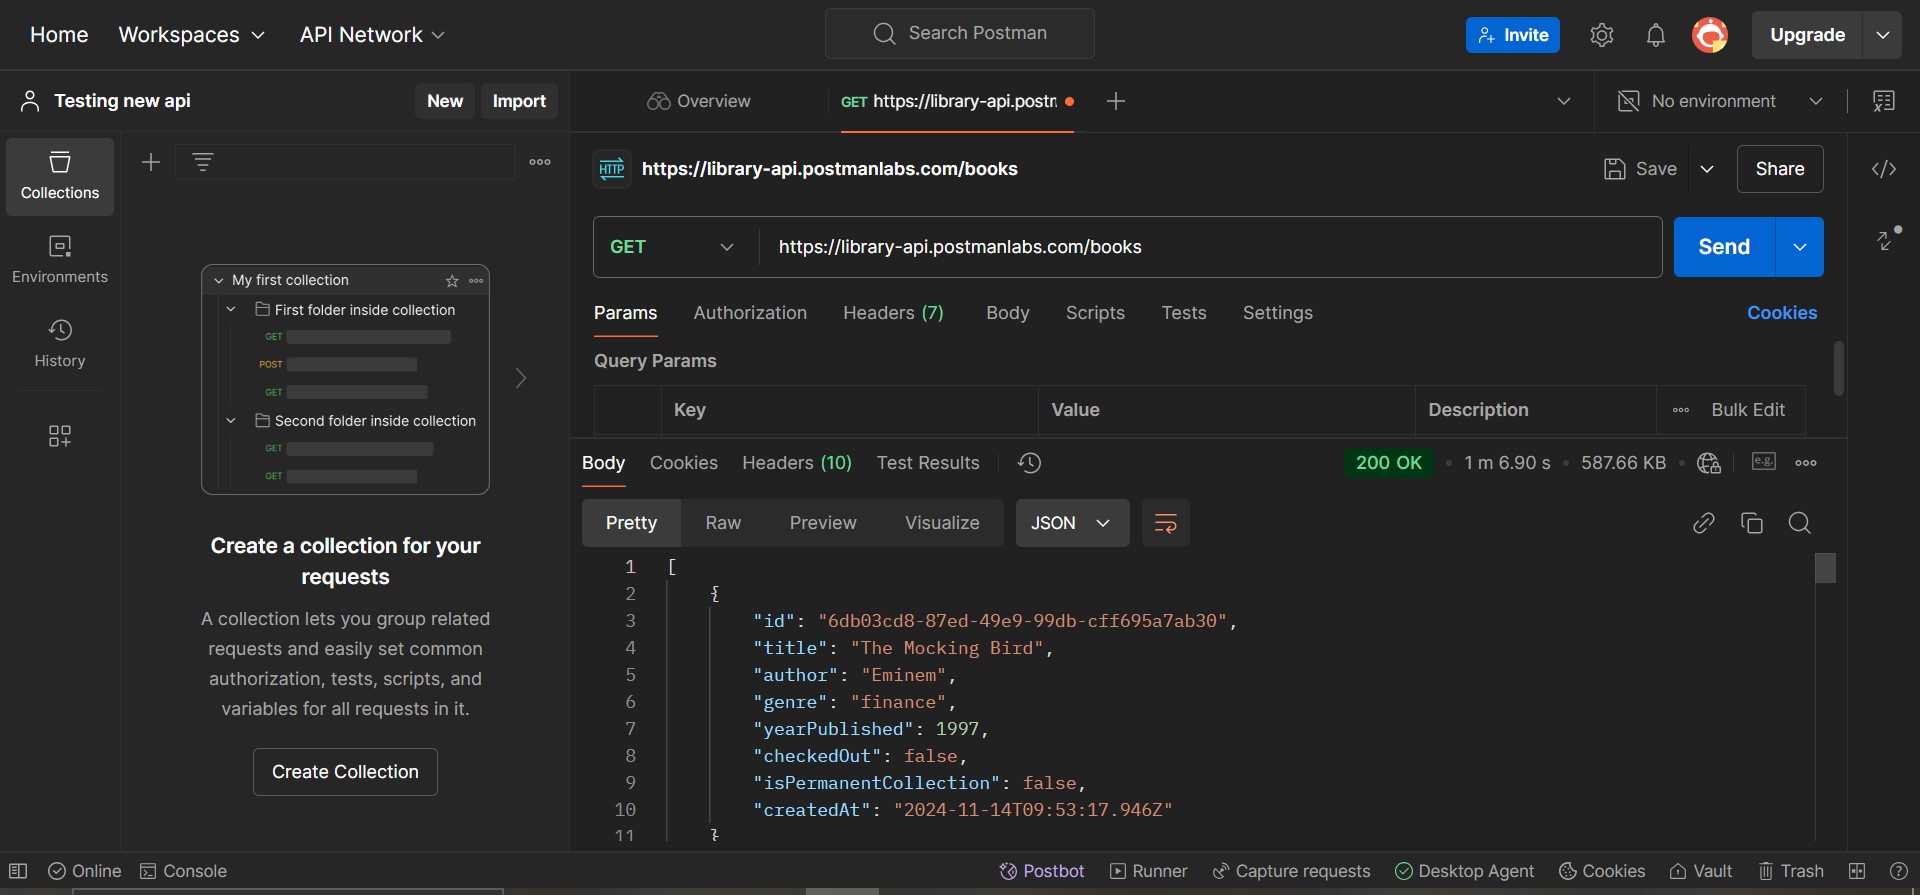 Home Workspaces API Network Search Postman Invite Upgrade
Testing new api New Import
Overview GET https://library-api.postn No environment
Collections
Environments
History
My first collection
First folder inside collection
GET
POST
GET
Second folder inside collection
GET
GET
Create a collection for your
requests
A collection lets you group related
requests and easily set common
authorization, tests, scripts, and
variables for all requests in it.
Create Collection
HTTP https://library-api.postmanlabs.com/books Save Share </>
GET https://library-api.postmanlabs.com/books Send
Params Authorization Headers (7) Body Scripts Tests Settings Cookies
Query Params
Key Value Description Bulk Edit
Body Cookies Headers (10) Test Results 200 OK • 1 m 6.90 s • 587.66 KB • e.g.
Pretty Raw Preview Visualize JSON
1 [
2 {
3 "id": "6db03cd8-87ed-49e9-99db-cff695a7ab30",
4 "title": "The Mocking Bird",
5 "author": "Eminem",
6 "genre": "finance",
7 "yearPublished": 1997,
8 "checkedOut": false,
9 "isPermanentCollection": false,
10 "createdAt": "2024-11-14T09:53:17.946Z"
11 }
Online Console Postbot Runner Capture requests Desktop Agent Cookies Vault Trash